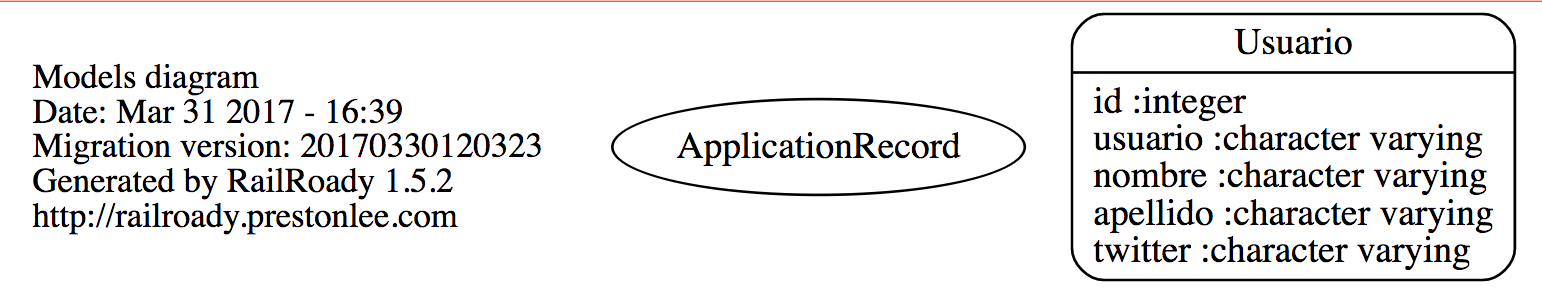 Models diagram
Date: Mar 31 2017 - 16:39
Migration version: 20170330120323
Generated by RailRoady 1.5.2
http://railroady.prestonlee.com
ApplicationRecord
Usuario
id :integer
usuario :character varying
nombre :character varying
apellido :character varying
twitter :character varying